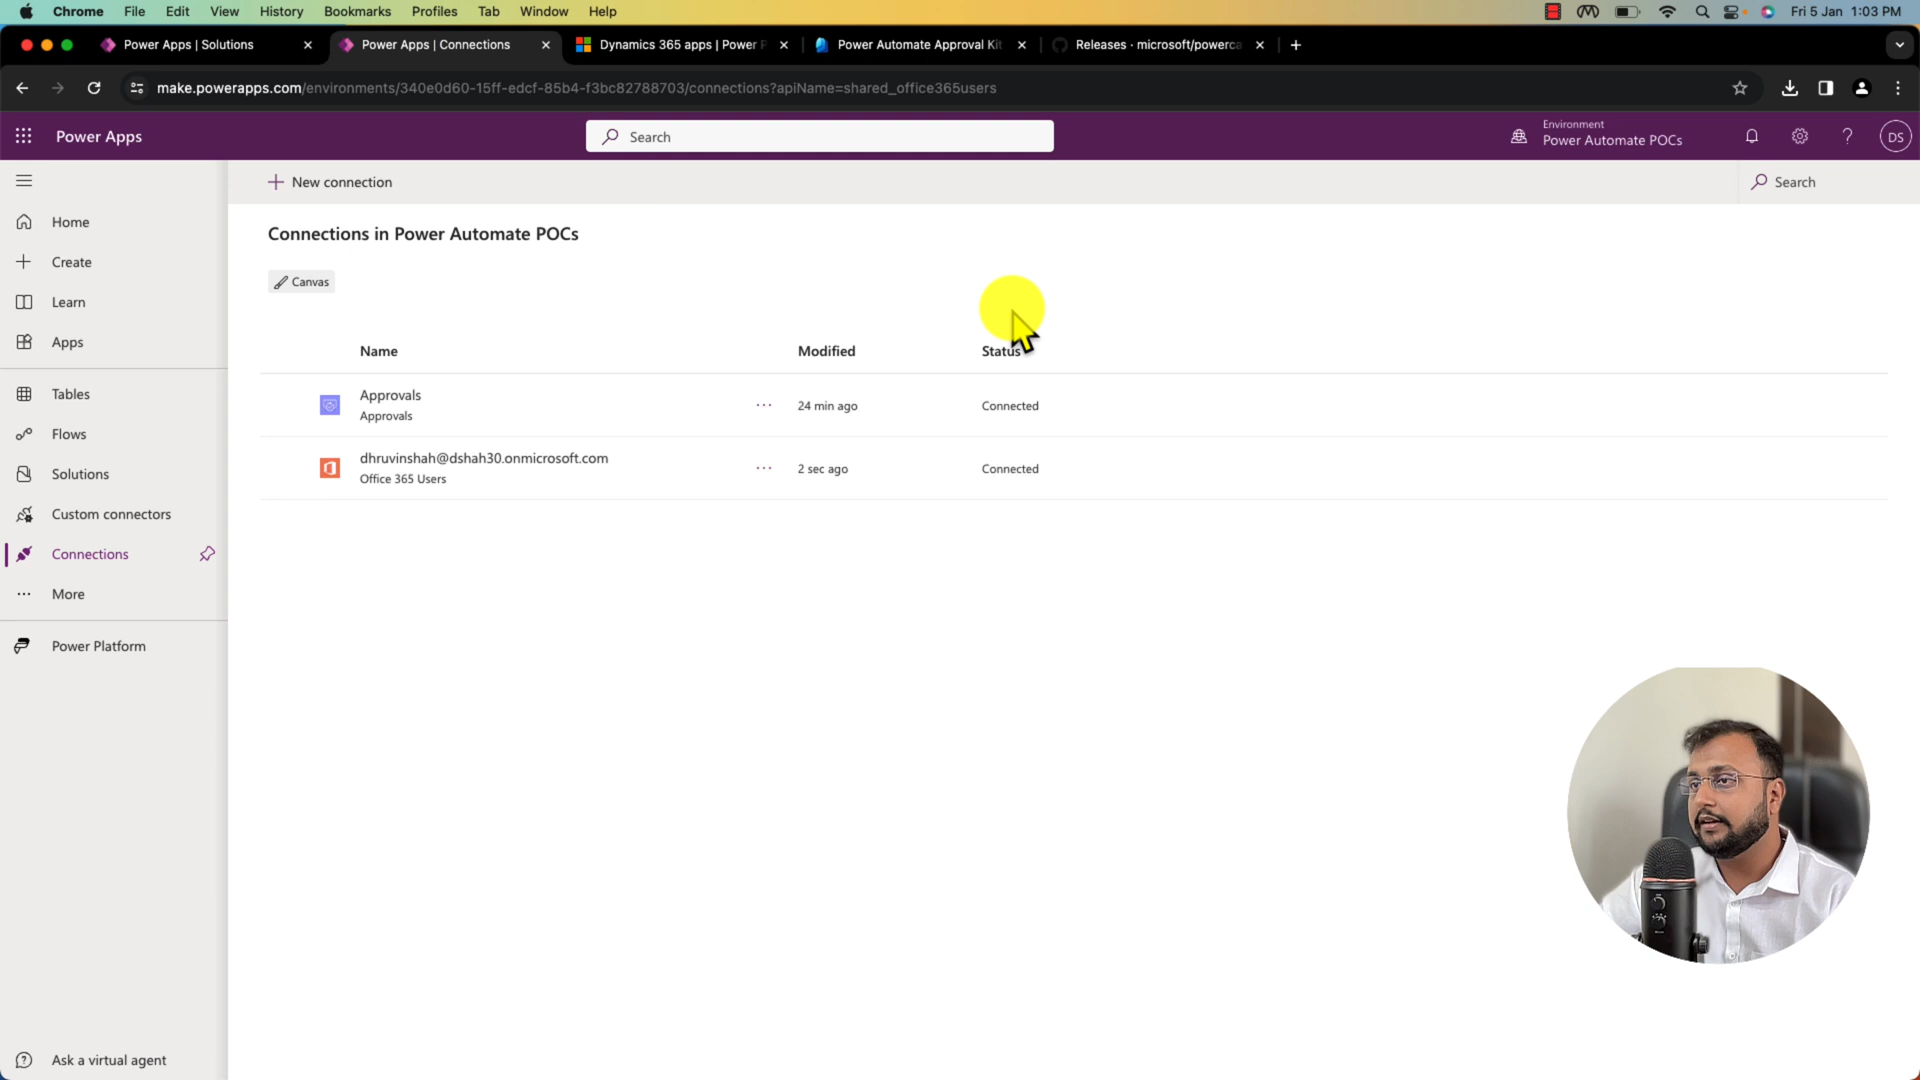 Chrome File Edit View History Bookmarks Profiles Tab Window Help Fri 5 Jan 1:03 PM
Power Apps | Solutions Power Apps | Connections Dynamics 365 apps | Power P Power Automate Approval Kit Releases · microsoft/powerca
make.powerapps.com/environments/340e0d60-15ff-edcf-85b4-f3bc82788703/connections?apiName=shared_office365users
Power Apps
Search
Environment
Power Automate POCs
DS
New connection
Search
Home
Create
Learn
Apps
Tables
Flows
Solutions
Custom connectors
Connections
More
Power Platform
Ask a virtual agent
Connections in Power Automate POCs
Canvas
Name Modified Status
Approvals
Approvals
24 min ago Connected
dhruvinshah@dshah30.onmicrosoft.com
Office 365 Users
2 sec ago Connected